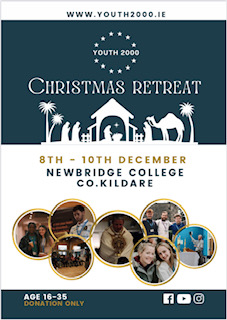 WWW.YOUTH2000.IE
YOUTH 2000
CHRISTMAS RETREAT
8TH - 10TH DECEMBER
NEWBRIDGE COLLEGE
CO.KILDARE
AGE 16-35
DONATION ONLY